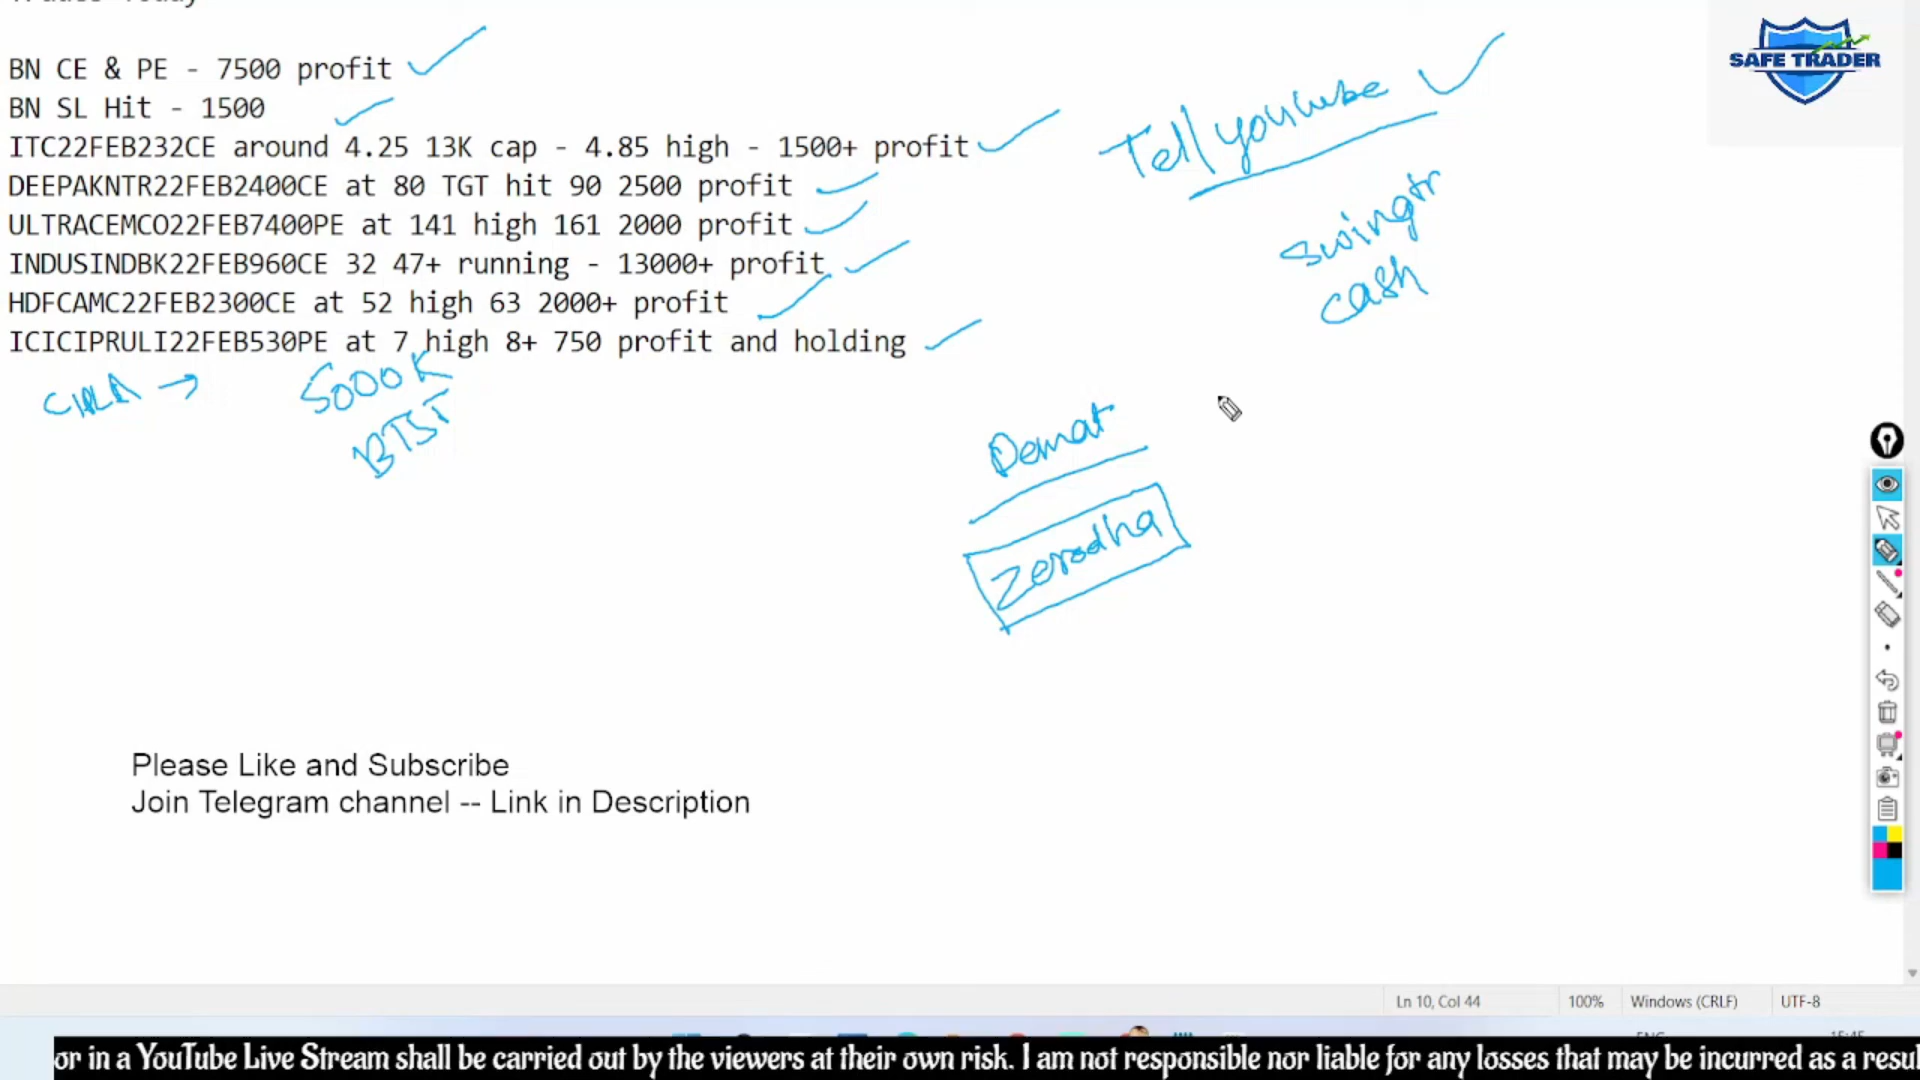 BN CE & PE - 7500 profit
BN SL Hit - 1500
ITC22FEB232CE around 4.25 13K cap - 4.85 high - 1500+ profit
DEEPAKNTR22FEB2400CE at 80 TGT hit 90 2500 profit
ULTRACEMCO22FEB7400PE at 141 high 161 2000 profit
INDUSINDBK22FEB960CE 32 47+ running - 13000+ profit
HDFCAMC22FEB2300CE at 52 high 63 2000+ profit
ICICIPRULI22FEB530PE at 7 high 8+ 750 profit and holding
5000K
BTST
SAFE TRADER
Tell youtube
swingtr
cash
Demat
Zerodha
Please Like and Subscribe
Join Telegram channel -- Link in Description
Ln 10, Col 44 100% Windows (CRLF) UTF-8
or in a YouTube Live Stream shall be carried out by the viewers at their own risk. I am not responsible nor liable for any losses that may be incurred as a resul